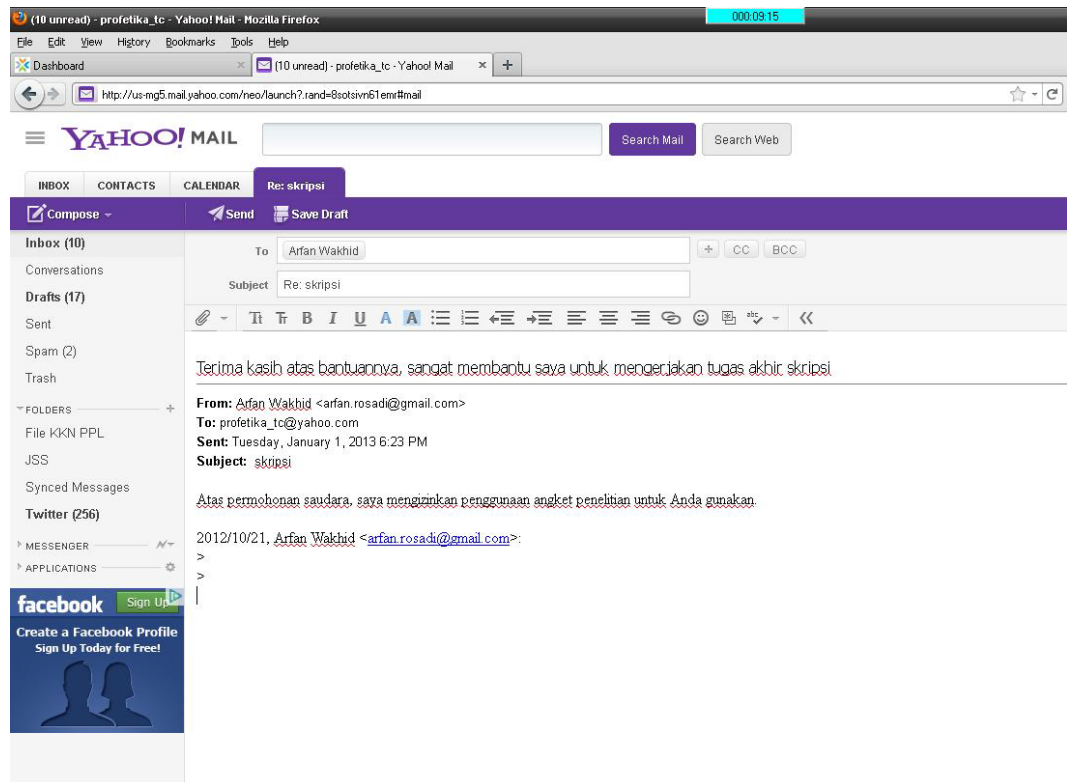 (10 unread) - profetika_tc - Yahoo! Mail - Mozilla Firefox
000:09:15
File Edit View History Bookmarks Tools Help
Dashboard
(10 unread) - profetika_tc - Yahoo! Mail
http://us-mg5.mail.yahoo.com/neo/launch?.rand=8sotsivn61emr#mail
YAHOO! MAIL
Search Mail
Search Web
INBOX CONTACTS CALENDAR Re: skripsi
Compose
Send Save Draft
Inbox (10)
Conversations
Drafts (17)
Sent
Spam (2)
Trash
FOLDERS
File KKN PPL
JSS
Synced Messages
Twitter (256)
MESSENGER
APPLICATIONS
facebook Sign Up
Create a Facebook Profile
Sign Up Today for Free!
To Arfan Wakhid
+ CC BCC
Subject Re: skripsi
Tt Tr B I U A A abc
Terima kasih atas bantuannya, sangat membantu saya untuk mengerjakan tugas akhir skripsi
From: Arfan Wakhid <arfan.rosadi@gmail.com>
To: profetika_tc@yahoo.com
Sent: Tuesday, January 1, 2013 6:23 PM
Subject: skripsi
Atas permohonan saudara, saya mengizinkan penggunaan angket penelitian untuk Anda gunakan.
2012/10/21, Arfan Wakhid <arfan.rosadi@gmail.com>:
>
>